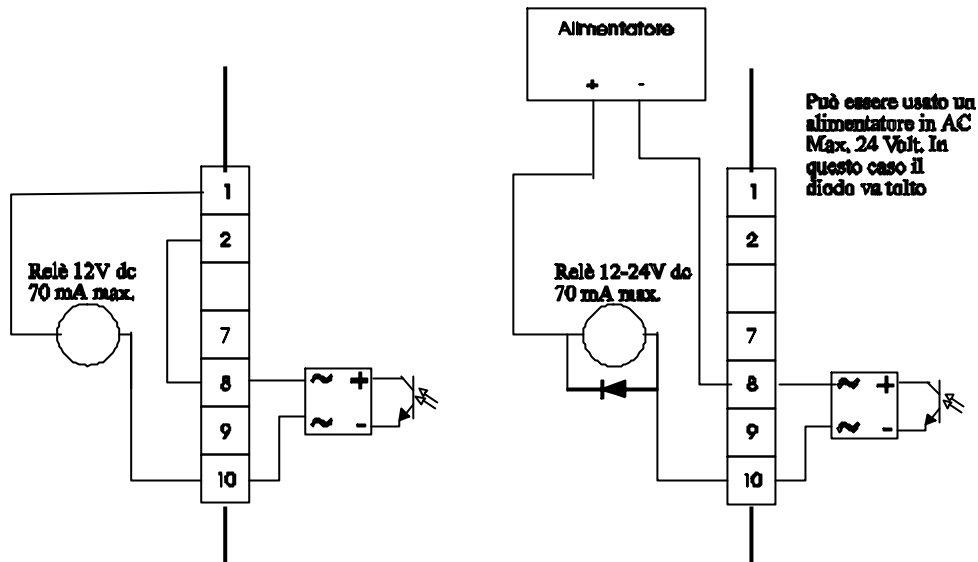 Alimentatore
+ -
Può essere usato un
alimentatore in AC
Max. 24 Volt. In
questo caso il
diodo va tolto
1
2
Relè 12V dc
70 mA max.
7
8
9
10
~ +
~ -
1
2
Relè 12-24V dc
70 mA max.
7
8
9
10
~ +
~ -